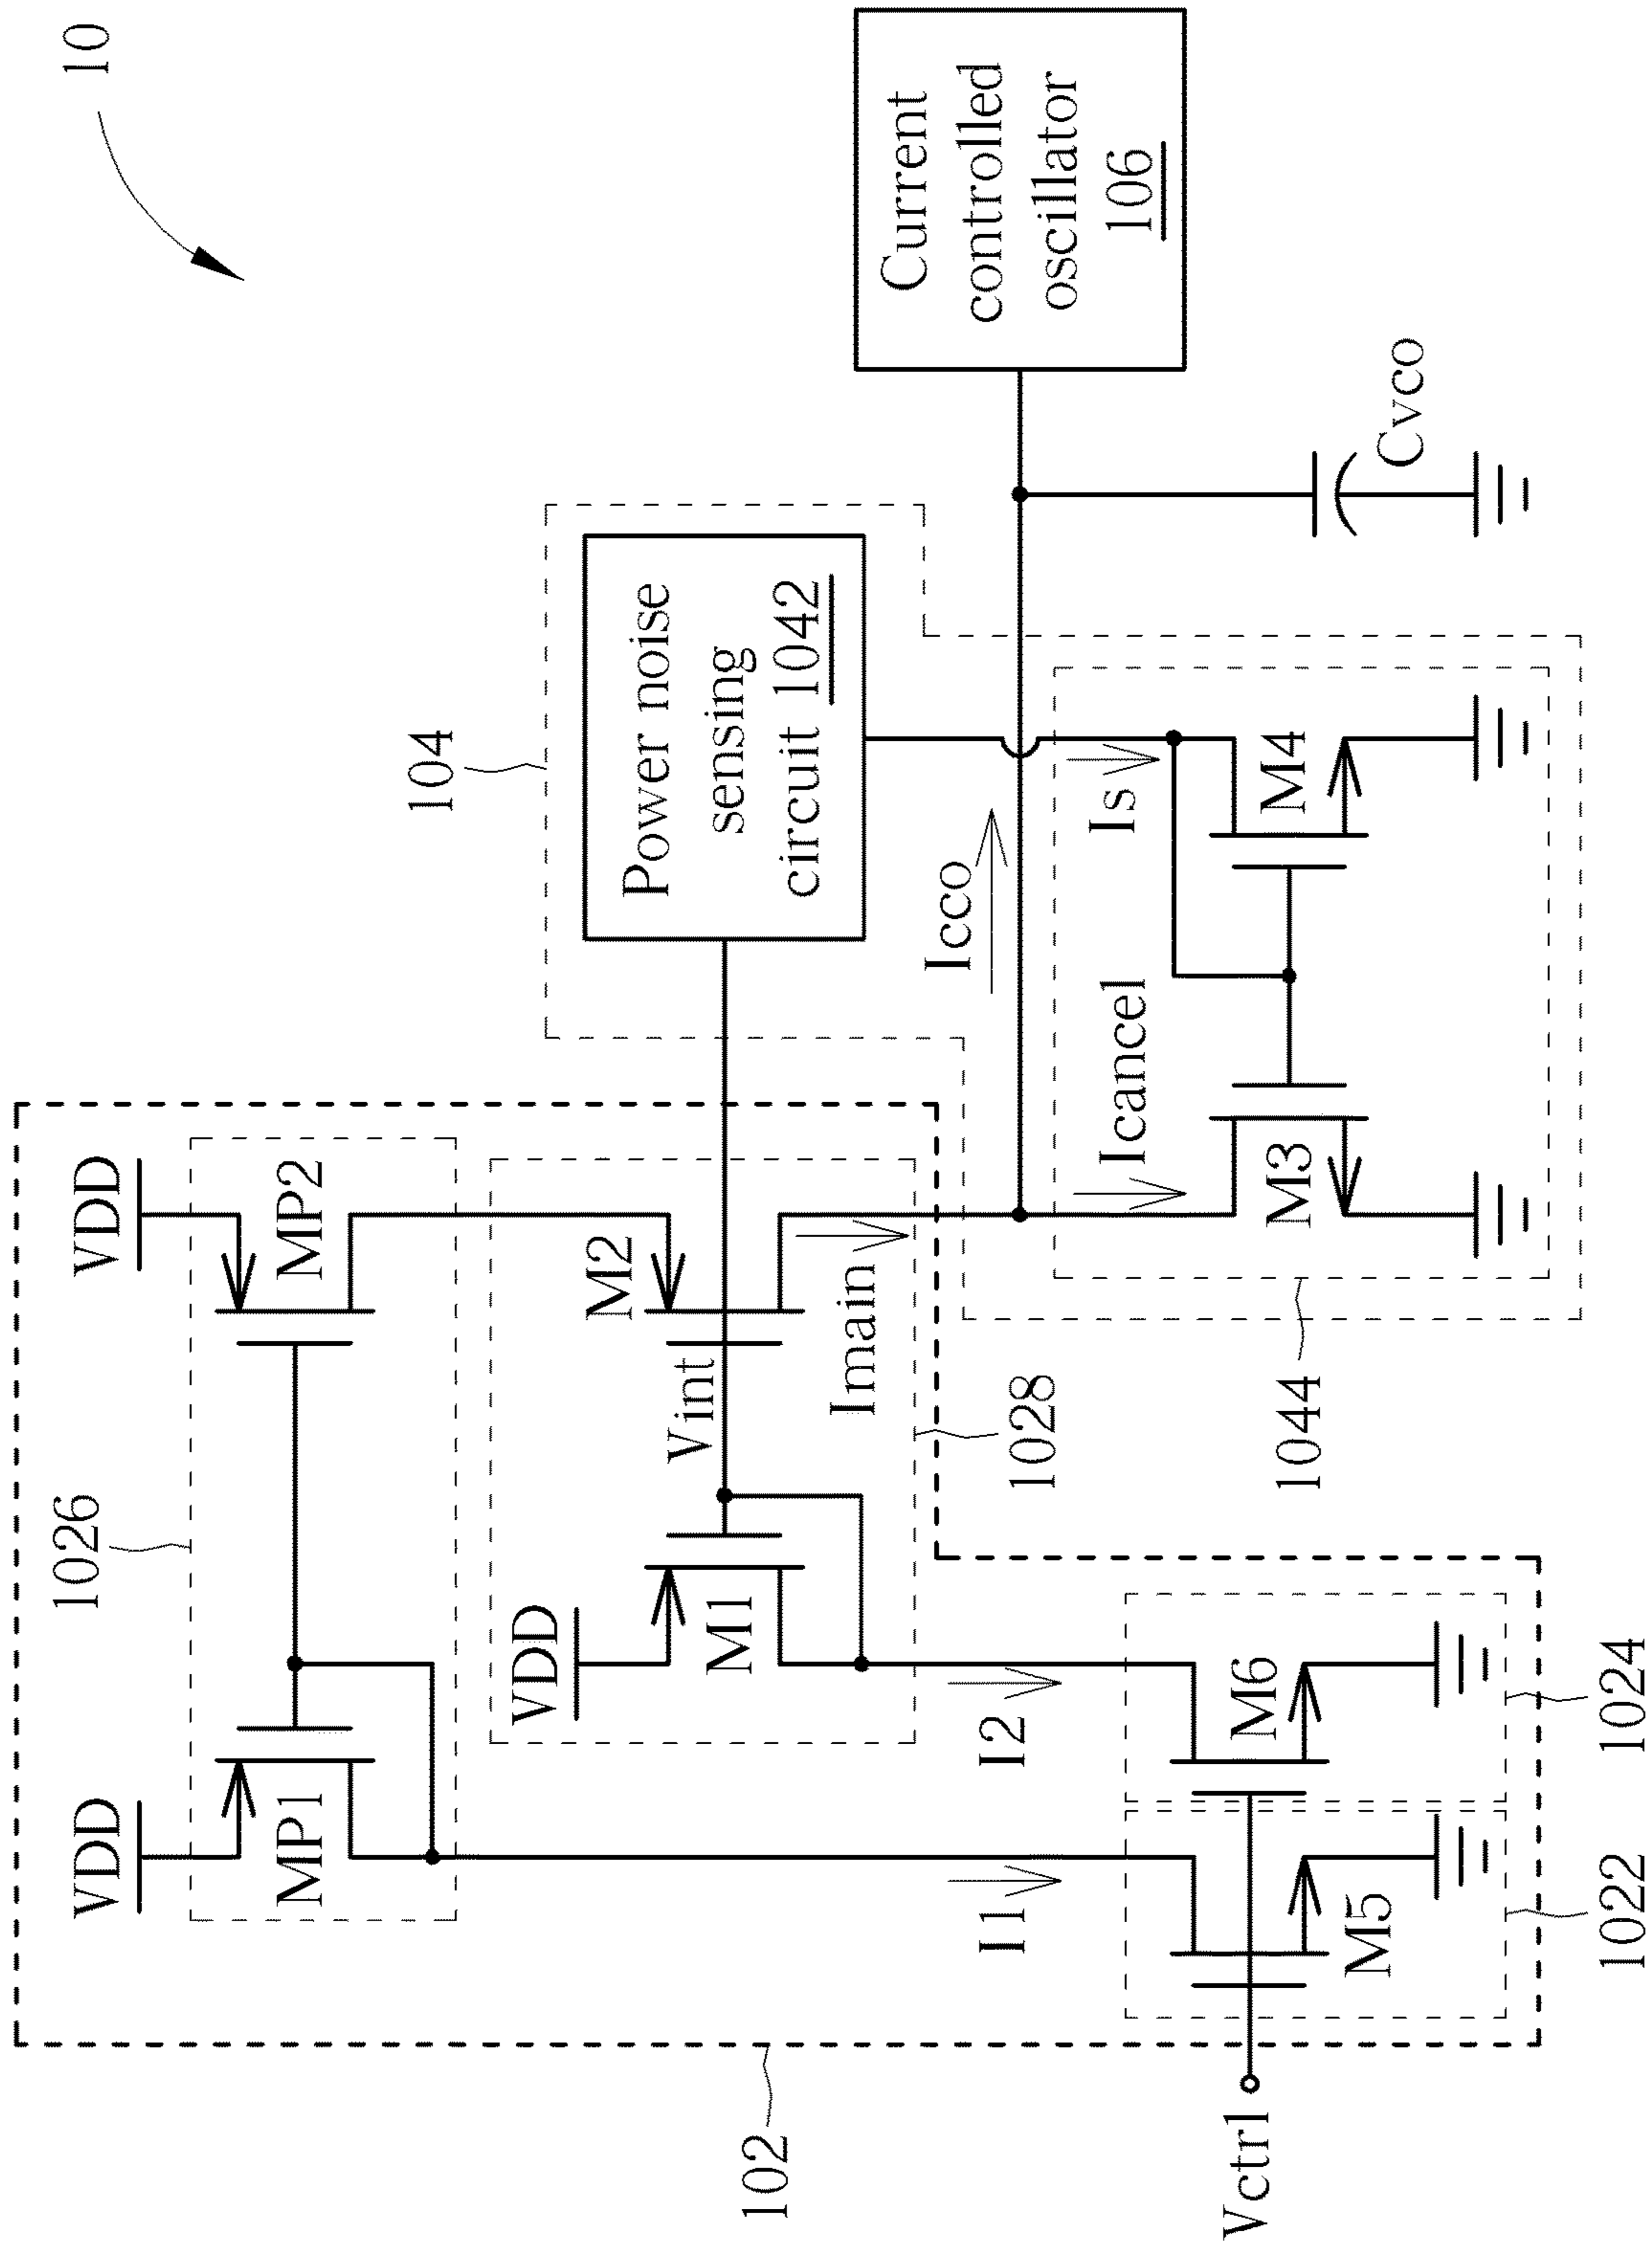 10
102
1026
VDD
MP1
VDD
MP2
VDD
M1
M2
Vint
Imain
1028
104
Power noise
sensing
circuit 1042
Icco
Current
controlled
oscillator
106
I1
I2
Icancel
Is
Vctrl
M5
M6
M3
M4
Cvco
1022
1024
1044